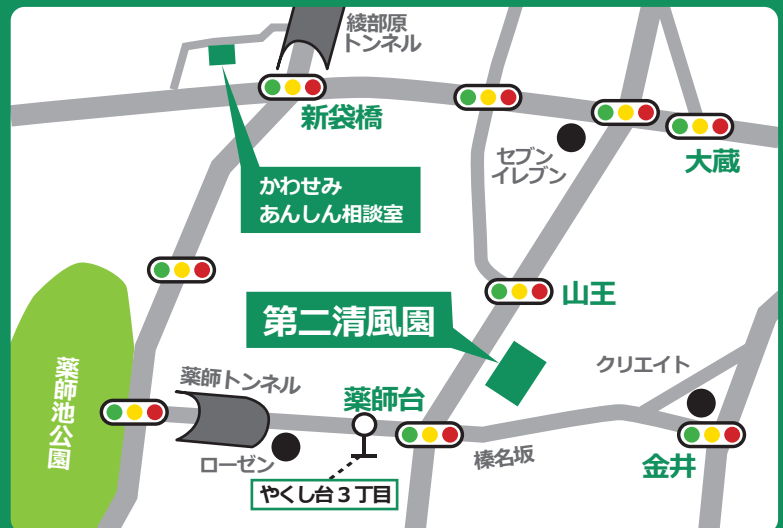 綾部原
トンネル
新袋橋
セブン
イレブン
大蔵
かわせみ
あんしん相談室
山王
第二清風園
クリエイト
薬師池公園
薬師トンネル
薬師台
ローゼン
榛名坂
金井
やくし台3丁目